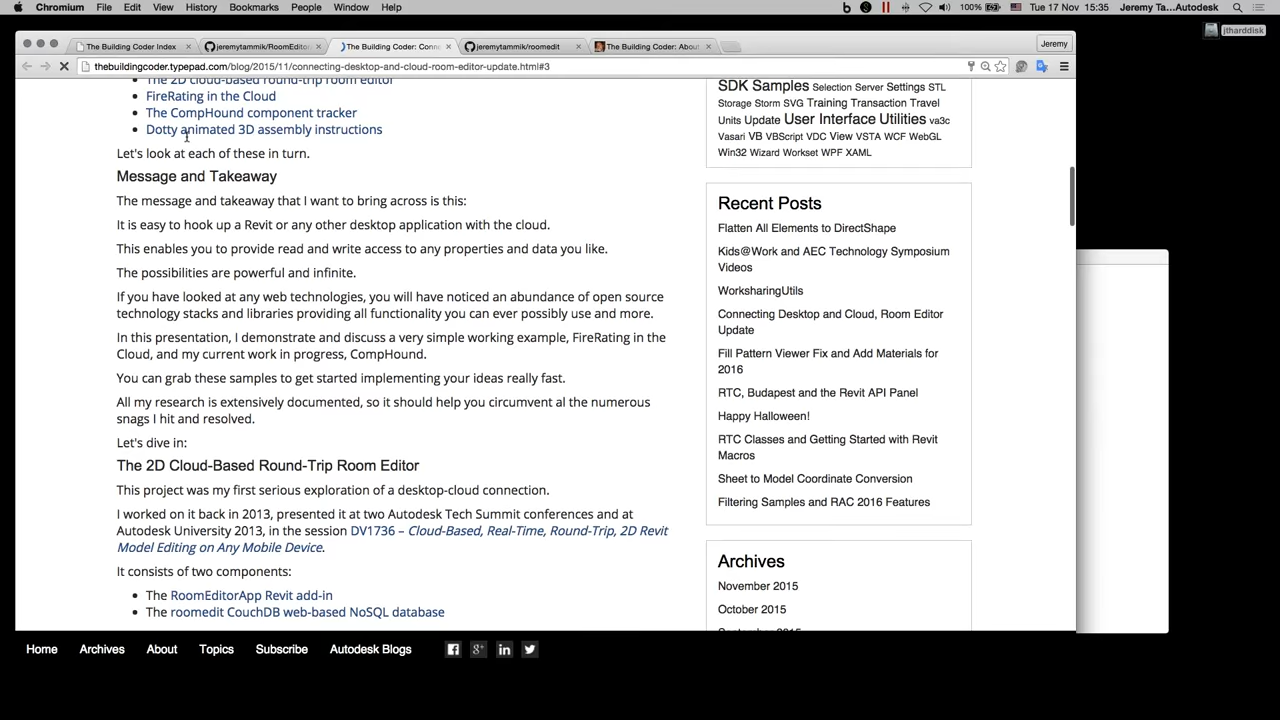 Chromium File Edit View History Bookmarks People Window Help 100% Tue 17 Nov 15:35 Jeremy Ta...Autodesk
jtharddisk
The Building Coder Index
jeremytammik/RoomEditor
The Building Coder: Conn
jeremytammik/roomedit
The Building Coder: Abou
Jeremy
thebuildingcoder.typepad.com/blog/2015/11/connecting-desktop-and-cloud-room-editor-update.html#3
The 2D cloud-based round-trip room editor
FireRating in the Cloud
The CompHound component tracker
Dotty animated 3D assembly instructions
Let's look at each of these in turn.
Message and Takeaway
The message and takeaway that I want to bring across is this:
It is easy to hook up a Revit or any other desktop application with the cloud.
This enables you to provide read and write access to any properties and data you like.
The possibilities are powerful and infinite.
If you have looked at any web technologies, you will have noticed an abundance of open source
technology stacks and libraries providing all functionality you can ever possibly use and more.
In this presentation, I demonstrate and discuss a very simple working example, FireRating in the
Cloud, and my current work in progress, CompHound.
You can grab these samples to get started implementing your ideas really fast.
All my research is extensively documented, so it should help you circumvent al the numerous
snags I hit and resolved.
Let's dive in:
The 2D Cloud-Based Round-Trip Room Editor
This project was my first serious exploration of a desktop-cloud connection.
I worked on it back in 2013, presented it at two Autodesk Tech Summit conferences and at
Autodesk University 2013, in the session DV1736 – Cloud-Based, Real-Time, Round-Trip, 2D Revit
Model Editing on Any Mobile Device.
It consists of two components:
The RoomEditorApp Revit add-in
The roomedit CouchDB web-based NoSQL database
SDK Samples Selection Server Settings STL
Storage Storm SVG Training Transaction Travel
Units Update User Interface Utilities va3c
Vasari VB VBScript VDC View VSTA WCF WebGL
Win32 Wizard Workset WPF XAML
Recent Posts
Flatten All Elements to DirectShape
Kids@Work and AEC Technology Symposium
Videos
WorksharingUtils
Connecting Desktop and Cloud, Room Editor
Update
Fill Pattern Viewer Fix and Add Materials for
2016
RTC, Budapest and the Revit API Panel
Happy Halloween!
RTC Classes and Getting Started with Revit
Macros
Sheet to Model Coordinate Conversion
Filtering Samples and RAC 2016 Features
Archives
November 2015
October 2015
Home Archives About Topics Subscribe Autodesk Blogs